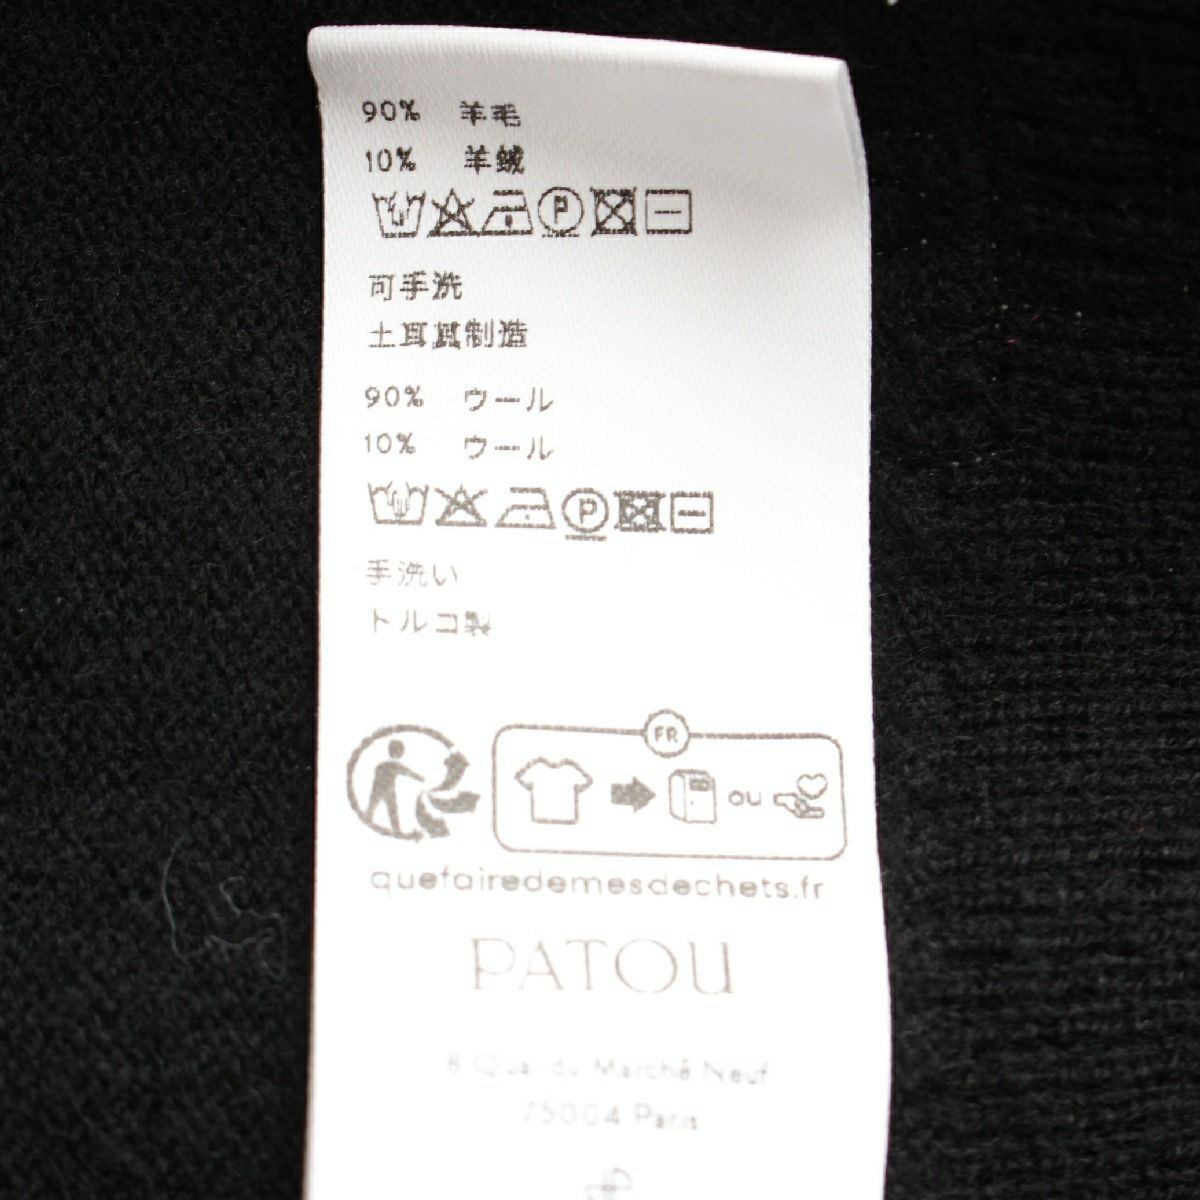 90% 羊毛
10% 羊绒
P
可手洗
土耳其制造
90% ウール
10% ウール
P
手洗い
トルコ製
FR
ou
quefairedemesdechets.fr
PATOU
8 Quai du Marché Neuf
75004 Paris